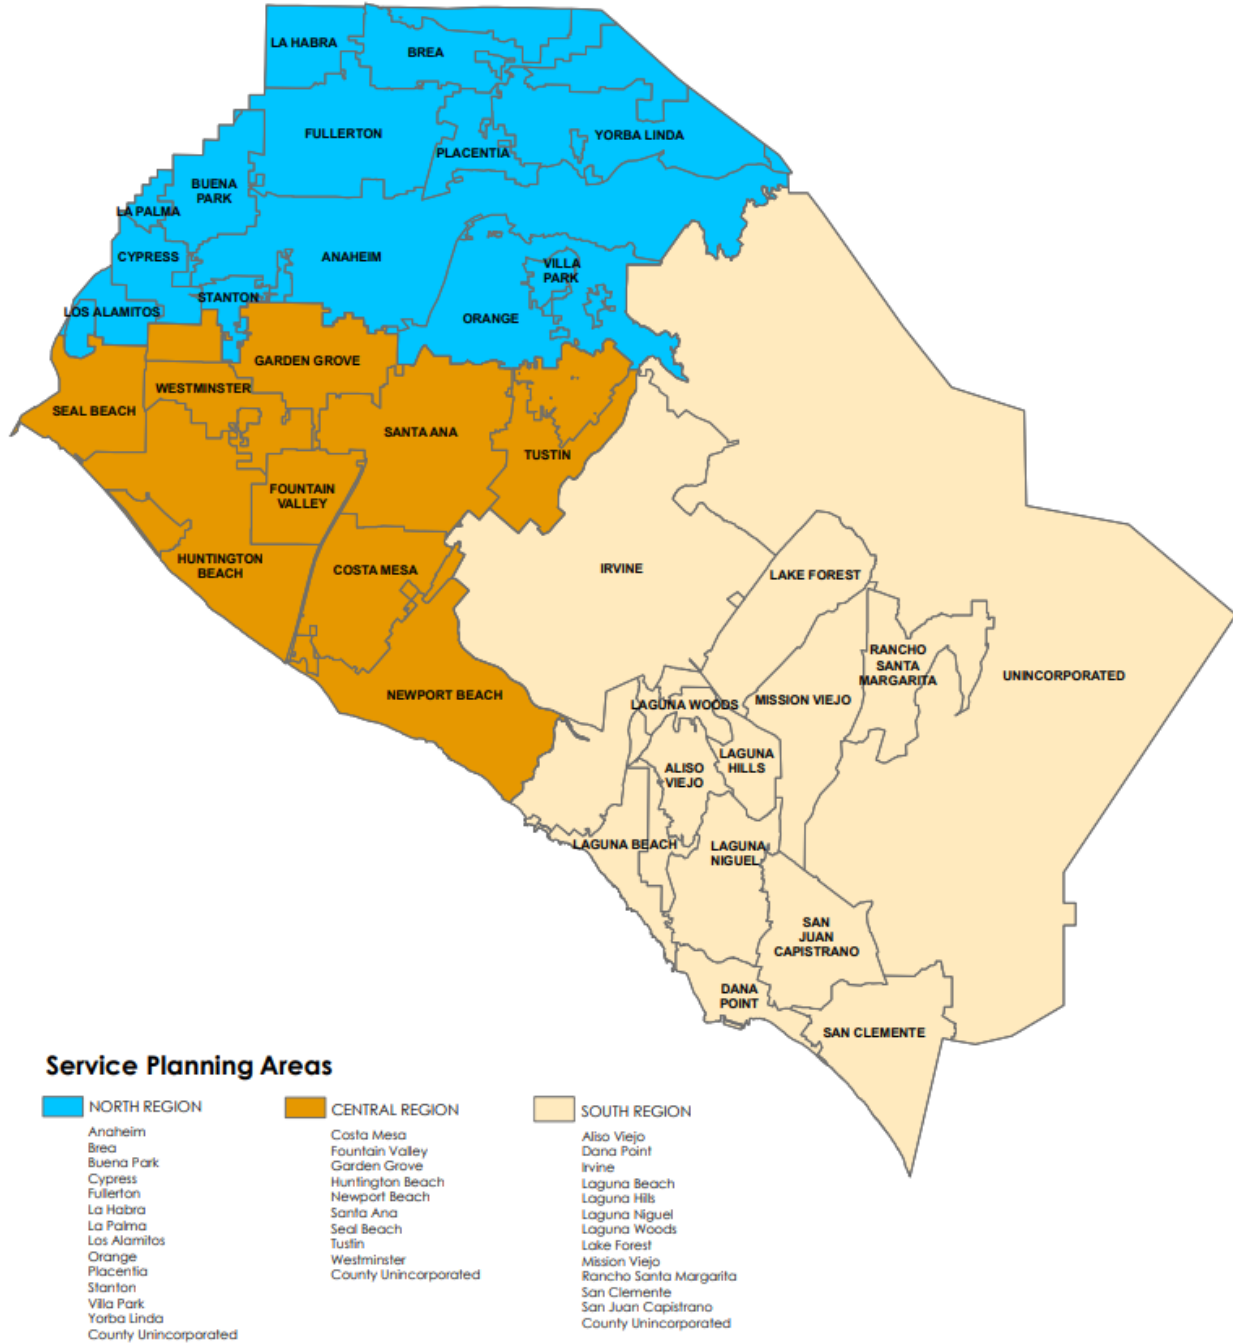 LA HABRA
BREA
FULLERTON
YORBA LINDA
PLACENTIA
BUENA
PARK
LA PALMA
CYPRESS
ANAHEIM
VILLA
PARK
STANTON
LOS ALAMITOS
ORANGE
GARDEN GROVE
WESTMINSTER
SEAL BEACH
SANTA ANA
TUSTIN
FOUNTAIN
VALLEY
HUNTINGTON
BEACH
COSTA MESA
IRVINE
LAKE FOREST
RANCHO
SANTA
MARGARITA
UNINCORPORATED
NEWPORT BEACH
MISSION VIEJO
LAGUNA WOODS
LAGUNA
HILLS
ALISO
VIEJO
LAGUNA BEACH
LAGUNA
NIGUEL
SAN
JUAN
CAPISTRANO
DANA
POINT
SAN CLEMENTE
Service Planning Areas
NORTH REGION
Anaheim
Brea
Buena Park
Cypress
Fullerton
La Habra
La Palma
Los Alamitos
Orange
Placentia
Stanton
Villa Park
Yorba Linda
County Unincorporated
CENTRAL REGION
Costa Mesa
Fountain Valley
Garden Grove
Huntington Beach
Newport Beach
Santa Ana
Seal Beach
Tustin
Westminster
County Unincorporated
SOUTH REGION
Aliso Viejo
Dana Point
Irvine
Laguna Beach
Laguna Hills
Laguna Niguel
Laguna Woods
Lake Forest
Mission Viejo
Rancho Santa Margarita
San Clemente
San Juan Capistrano
County Unincorporated